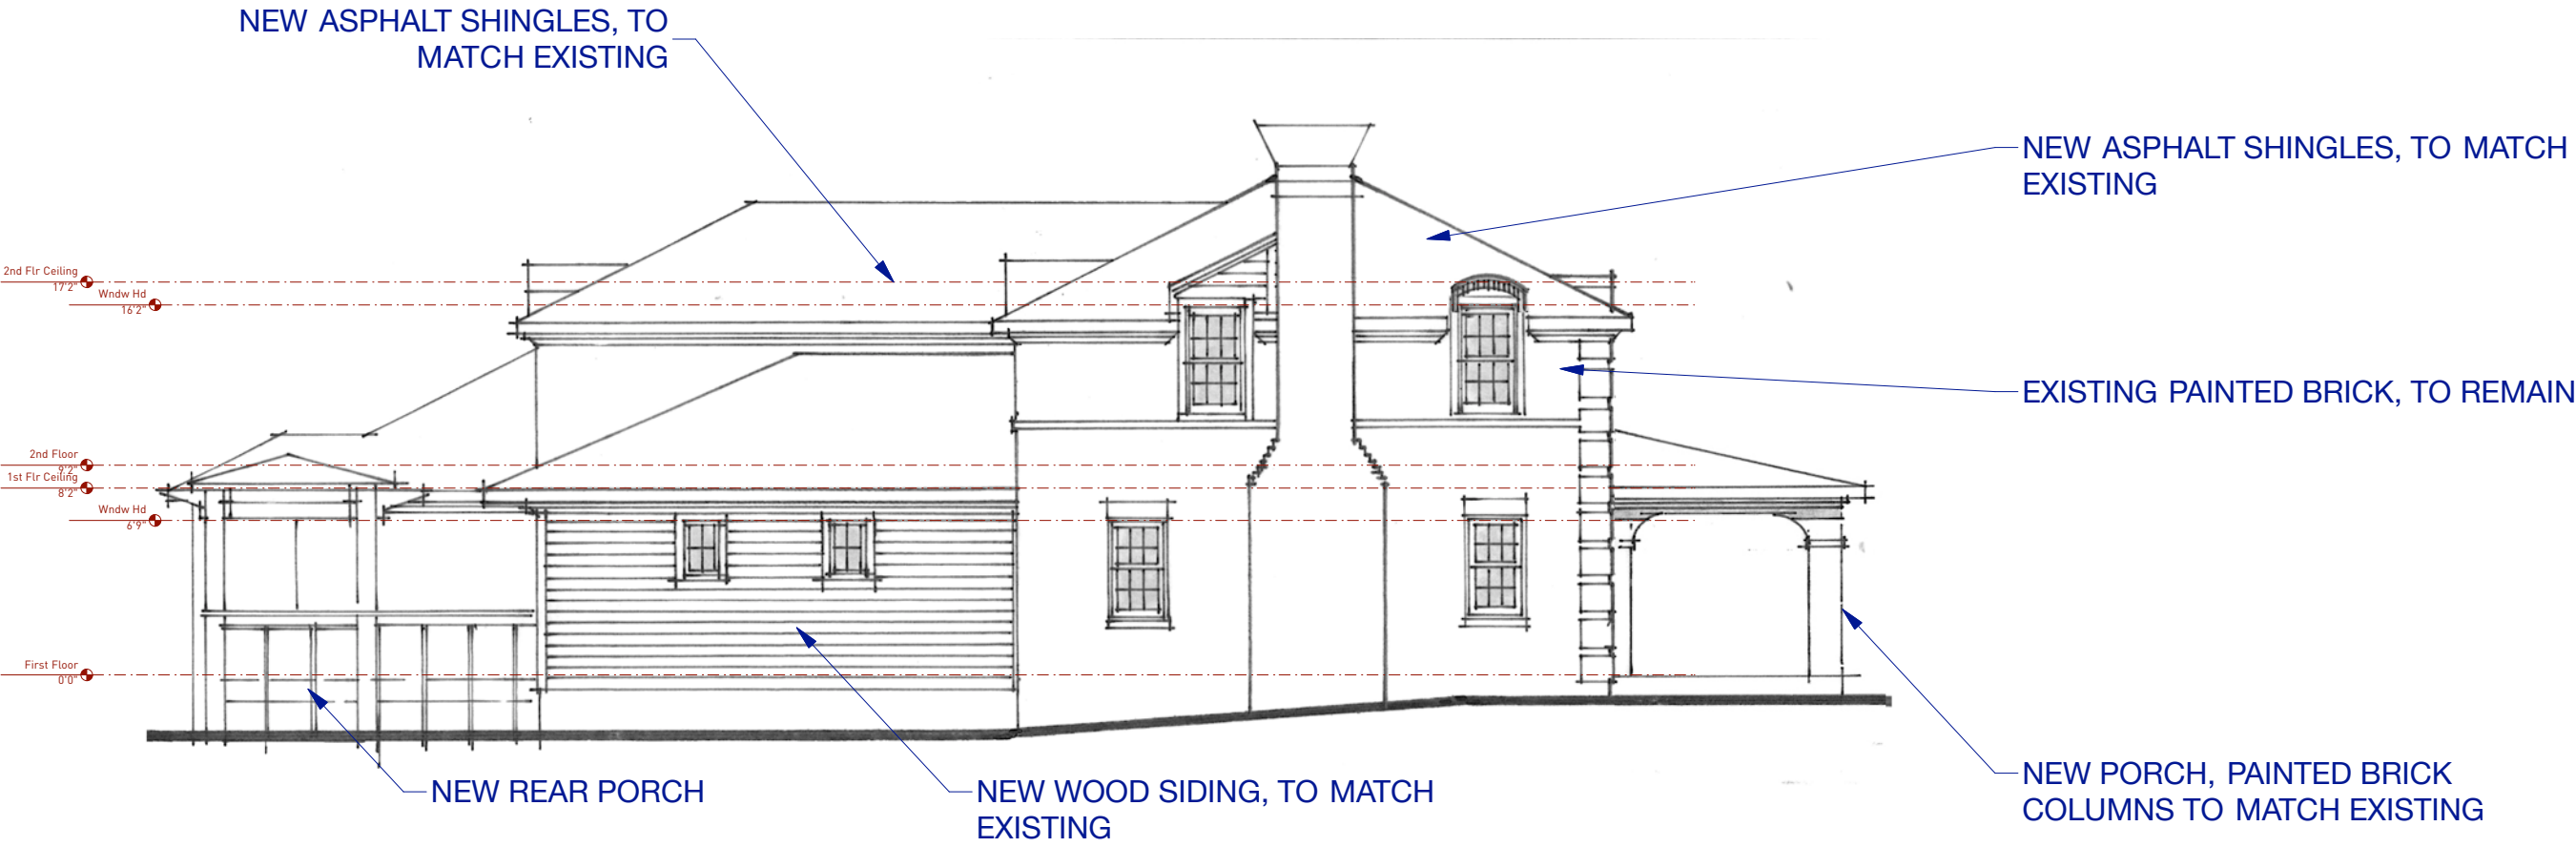 NEW ASPHALT SHINGLES, TO
MATCH EXISTING
NEW ASPHALT SHINGLES, TO MATCH
EXISTING
2nd Flr Ceiling
17'2"
Wndw Hd
16'2"
EXISTING PAINTED BRICK, TO REMAIN
2nd Floor
9'2"
1st Flr Ceiling
8'2"
Wndw Hd
6'9"
First Floor
0'0"
NEW REAR PORCH
NEW WOOD SIDING, TO MATCH
EXISTING
NEW PORCH, PAINTED BRICK
COLUMNS TO MATCH EXISTING